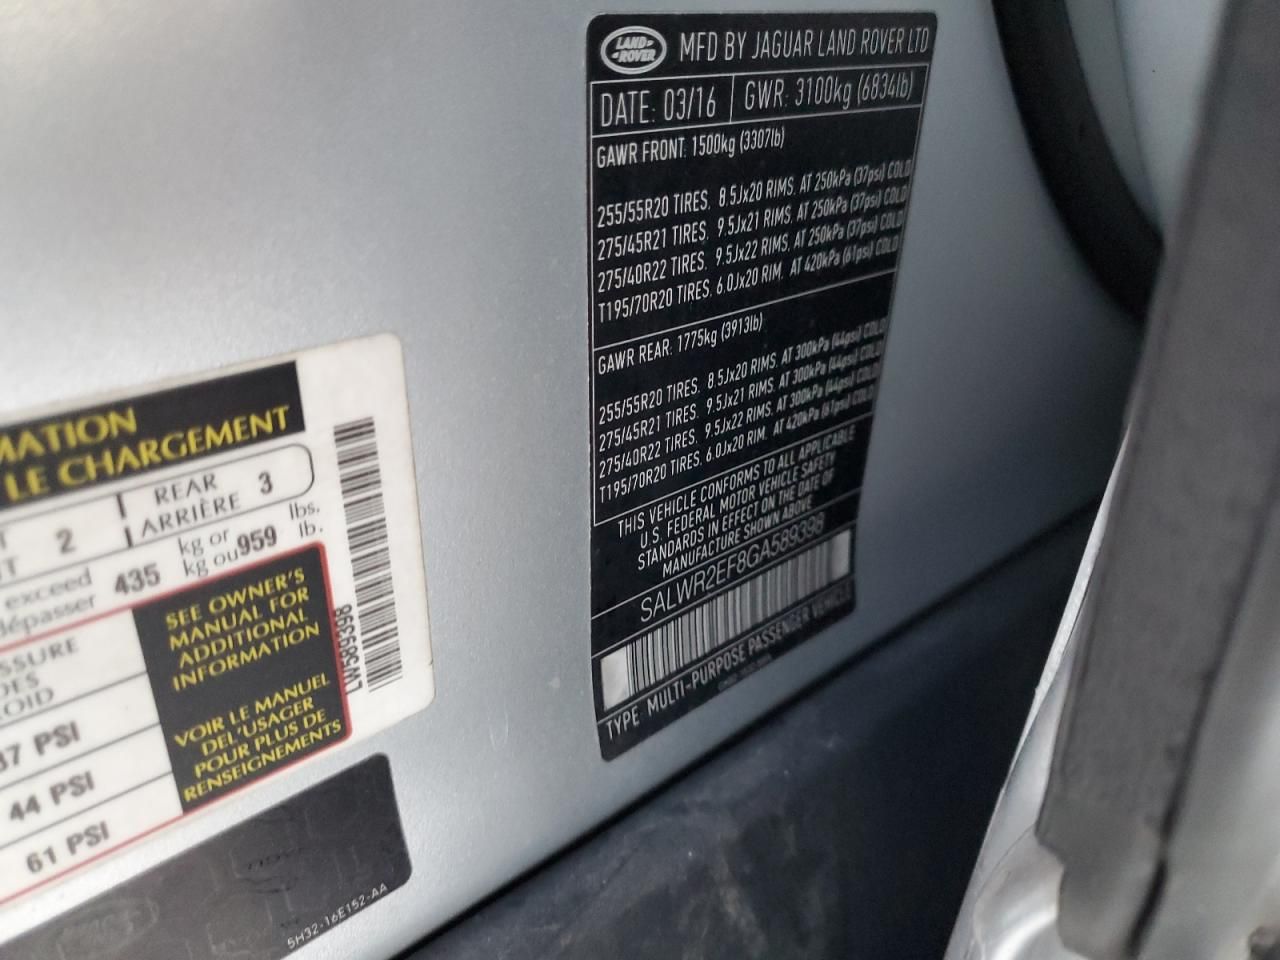 LAND ROVER
MFD BY JAGUAR LAND ROVER LTD
DATE: 03/16
GWR: 3100kg (6834lb)
GAWR FRONT: 1500kg (3307lb)
255/55R20 TIRES. 8.5Jx20 RIMS. AT 250kPa (37psi) COLD
275/45R21 TIRES. 9.5Jx21 RIMS. AT 250kPa (37psi) COLD
275/40R22 TIRES. 9.5Jx22 RIMS. AT 250kPa (37psi) COLD
T195/70R20 TIRES. 6.0Jx20 RIM. AT 420kPa (61psi) COLD
GAWR REAR: 1775kg (3913lb)
255/55R20 TIRES. 8.5Jx20 RIMS. AT 300kPa (44psi) COLD
275/45R21 TIRES. 9.5Jx21 RIMS. AT 300kPa (44psi) COLD
275/40R22 TIRES. 9.5Jx22 RIMS. AT 300kPa (44psi) COLD
T195/70R20 TIRES. 6.0Jx20 RIM. AT 420kPa (61psi) COLD
THIS VEHICLE CONFORMS TO ALL APPLICABLE
U.S. FEDERAL MOTOR VEHICLE SAFETY
STANDARDS IN EFFECT ON THE DATE OF
MANUFACTURE SHOWN ABOVE
SALWR2EF8GA589398
TYPE: MULTI-PURPOSE PASSENGER VEHICLE
MATION
LE CHARGEMENT
T 2 REAR 3
NT ARRIÈRE
exceed 435 kg or 959 lbs.
dépasser kg ou lb.
SSURE
DES
ROID
37 PSI
44 PSI
61 PSI
SEE OWNER'S
MANUAL FOR
ADDITIONAL
INFORMATION
VOIR LE MANUEL
DEL'USAGER
POUR PLUS DE
RENSEIGNEMENTS
LW589398
5H32-16E152-AA